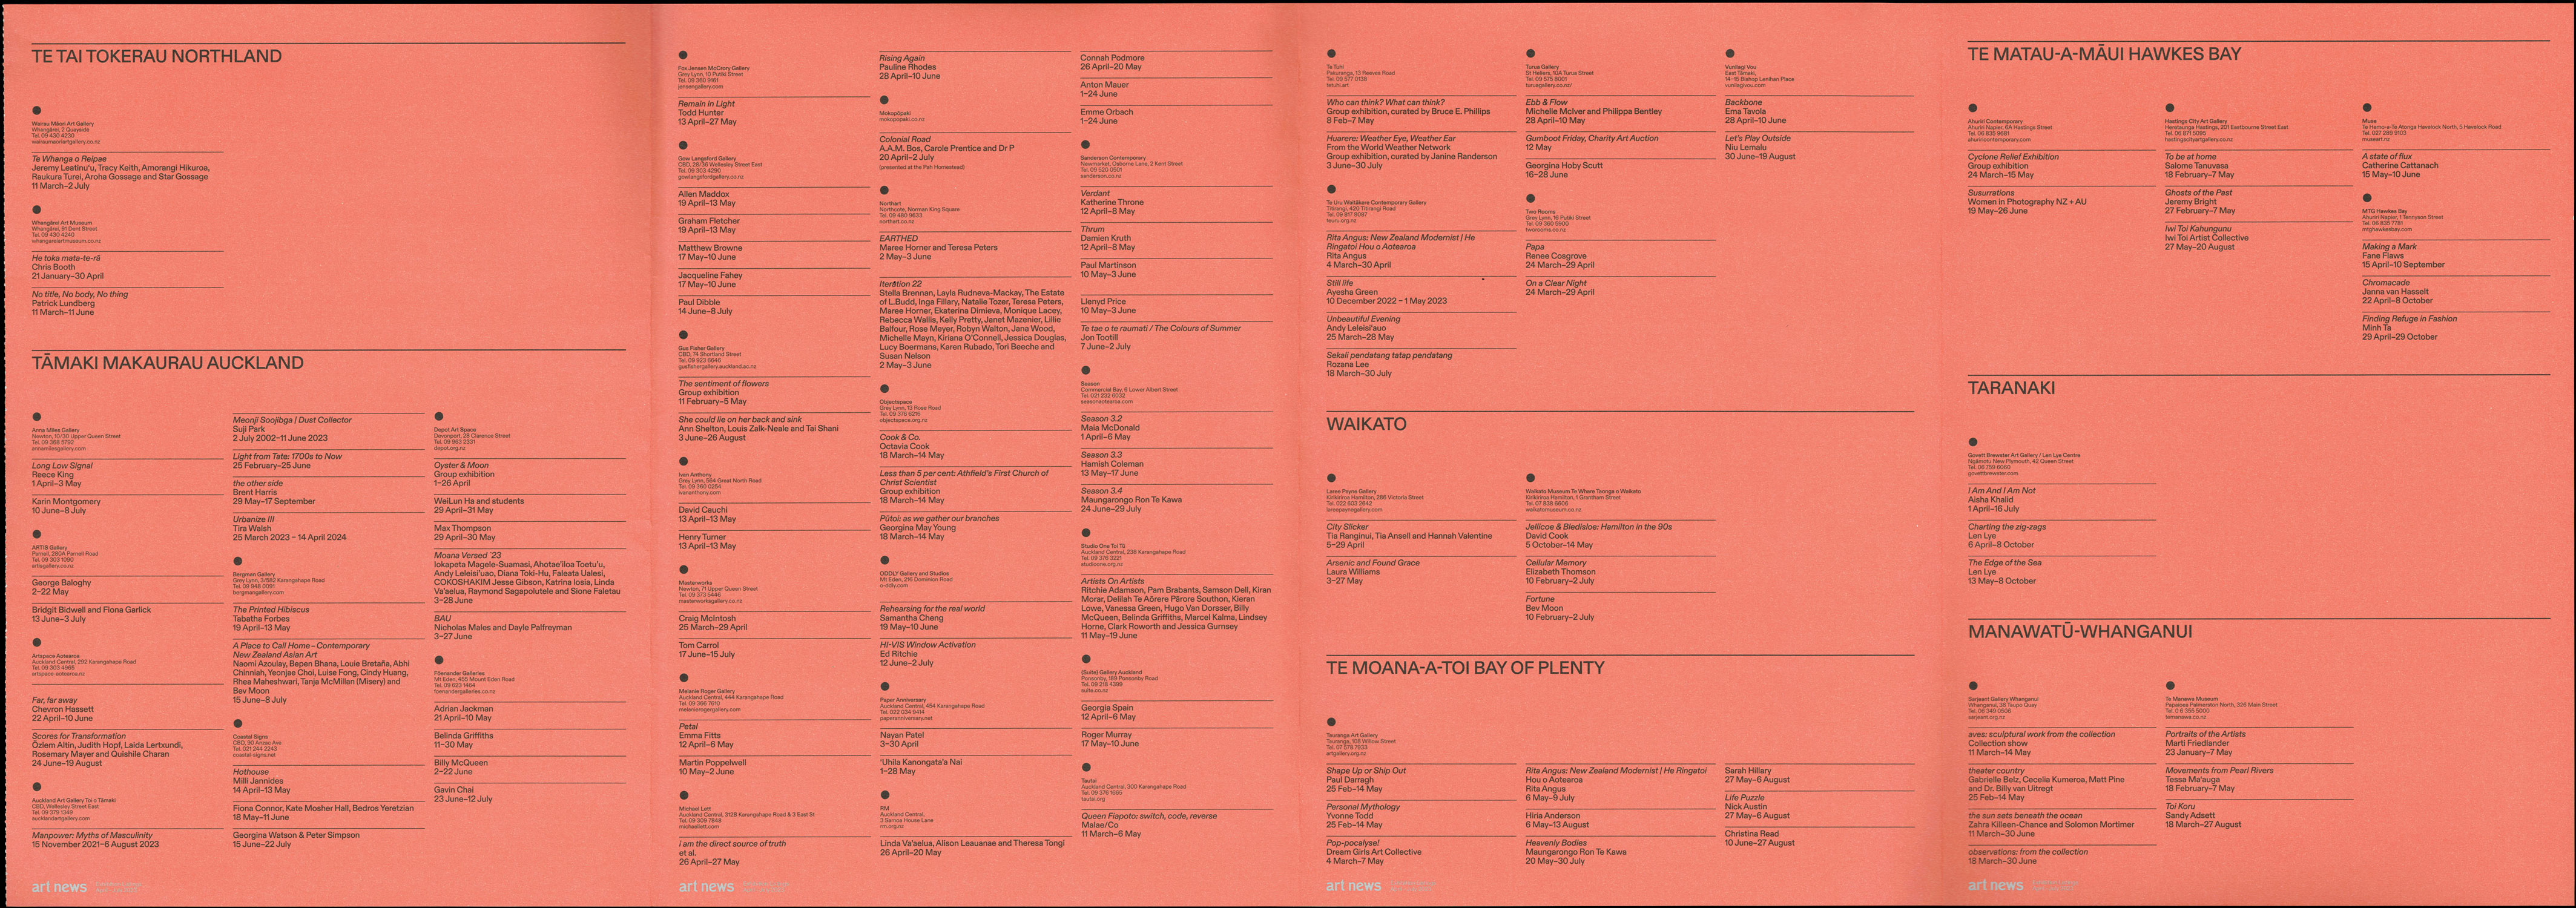 TE TAI TOKERAU NORTHLAND
Wairau Māori Art Gallery
Whangārei, 2 Quayside
Tel. 09 430 4230
wairaumaoriartgallery.co.nz
Te Whanga o Reipae
Jeremy Leatinu'u, Tracy Keith, Amorangi Hikuroa,
Raukura Turei, Aroha Gossage and Star Gossage
11 March–2 July
Whangārei Art Museum
Whangārei, 91 Dent Street
Tel. 09 430 4240
whangareiartmuseum.co.nz
He toka mata-te-rā
Chris Booth
21 January–30 April
No title, No body, No thing
Patrick Lundberg
11 March–11 June
TĀMAKI MAKAURAU AUCKLAND
Anna Miles Gallery
Newton, 10/30 Upper Queen Street
Tel. 09 368 5792
annamilesgallery.com
Long Low Signal
Reece King
1 April–3 May
Karin Montgomery
10 June–8 July
ARTIS Gallery
Parnell, 280A Parnell Road
Tel. 09 303 1090
artisgallery.co.nz
George Baloghy
2–22 May
Bridgit Bidwell and Fiona Garlick
13 June–3 July
Artspace Aotearoa
Auckland Central, 292 Karangahape Road
Tel. 09 303 4965
artspace-aotearoa.nz
Far, far away
Chevron Hassett
22 April–10 June
Scores for Transformation
Özlem Altin, Judith Hopf, Laida Lertxundi,
Rosemary Mayer and Quishile Charan
24 June–19 August
Auckland Art Gallery Toi o Tāmaki
CBD, Wellesley Street East
Tel. 09 379 1349
aucklandartgallery.com
Manpower: Myths of Masculinity
15 November 2021–6 August 2023
Meonji Soojibga | Dust Collector
Suji Park
2 July 2002–11 June 2023
Light from Tate: 1700s to Now
25 February–25 June
the other side
Brent Harris
29 May–17 September
Urbanize III
Tira Walsh
25 March 2023 – 14 April 2024
Bergman Gallery
Grey Lynn, 3/582 Karangahape Road
Tel. 09 948 0091
bergmangallery.com
The Printed Hibiscus
Tabatha Forbes
19 April–13 May
A Place to Call Home – Contemporary
New Zealand Asian Art
Naomi Azoulay, Bepen Bhana, Louie Bretaña, Abhi
Chinniah, Yeonjae Choi, Luise Fong, Cindy Huang,
Rhea Maheshwari, Tanja McMillan (Misery) and
Bev Moon
15 June–8 July
Coastal Signs
CBD, 90 Anzac Ave
Tel. 021 244 2243
coastal-signs.net
Hothouse
Milli Jannides
14 April–13 May
Fiona Connor, Kate Mosher Hall, Bedros Yeretzian
18 May–11 June
Georgina Watson & Peter Simpson
15 June–22 July
Depot Art Space
Devonport, 28 Clarence Street
Tel. 09 963 2331
depot.org.nz
Oyster & Moon
Group exhibition
1–26 April
WeiLun Ha and students
29 April–31 May
Max Thompson
29 April–30 May
Moana Versed '23
Iokapeta Magele-Suamasi, Ahotae'iloa Toetu'u,
Andy Leleisi'uao, Diana Toki-Hu, Faleata Ualesi,
COKOSHAKIM Jesse Gibson, Katrina Iosia, Linda
Va'aelua, Raymond Sagapolutele and Sione Faletau
3–28 June
BAU
Nicholas Males and Dayle Palfreyman
3–27 June
Föenander Galleries
Mt Eden, 455 Mount Eden Road
Tel. 09 623 1464
foenandergalleries.co.nz
Adrian Jackman
21 April–10 May
Belinda Griffiths
11–30 May
Billy McQueen
2–22 June
Gavin Chai
23 June–12 July
art news
Fox Jensen McCrory Gallery
Grey Lynn, 10 Putiki Street
Tel. 09 360 9191
jensengallery.com
Remain in Light
Todd Hunter
13 April–27 May
Gow Langsford Gallery
CBD, 28/36 Wellesley Street East
Tel. 09 303 4290
gowlangsfordgallery.co.nz
Allen Maddox
19 April–13 May
Graham Fletcher
19 April–13 May
Matthew Browne
17 May–10 June
Jacqueline Fahey
17 May–10 June
Paul Dibble
14 June–8 July
Gus Fisher Gallery
CBD, 74 Shortland Street
Tel. 09 923 6646
gusfishergallery.auckland.ac.nz
The sentiment of flowers
Group exhibition
11 February–5 May
She could lie on her back and sink
Ann Shelton, Louis Zalk-Neale and Tai Shani
3 June–26 August
Ivan Anthony
Grey Lynn, 564 Great North Road
Tel. 09 360 0254
ivananthony.com
David Cauchi
13 April–13 May
Henry Turner
13 April–13 May
Masterworks
Newton, 71 Upper Queen Street
Tel. 09 373 5446
masterworksgallery.co.nz
Craig McIntosh
25 March–29 April
Tom Carrol
17 June–15 July
Melanie Roger Gallery
Auckland Central, 444 Karangahape Road
Tel. 09 366 7610
melanierogergallery.com
Petal
Emma Fitts
12 April–6 May
Martin Poppelwell
10 May–2 June
Michael Lett
Auckland Central, 312B Karangahape Road & 3 East St
Tel. 09 309 7848
michaellett.com
I am the direct source of truth
et al.
26 April–27 May
Rising Again
Pauline Rhodes
28 April–10 June
Mokopōpaki
mokopopaki.co.nz
Colonial Road
A.A.M. Bos, Carole Prentice and Dr P
20 April–2 July
(presented at the Pah Homestead)
Northart
Northcote, Norman King Square
Tel. 09 480 9633
northart.co.nz
EARTHED
Maree Horner and Teresa Peters
2 May–3 June
Iteration 22
Stella Brennan, Layla Rudneva-Mackay, The Estate
of L.Budd, Inga Fillary, Natalie Tozer, Teresa Peters,
Maree Horner, Ekaterina Dimieva, Monique Lacey,
Rebecca Wallis, Kelly Pretty, Janet Mazenier, Lillie
Balfour, Rose Meyer, Robyn Walton, Jana Wood,
Michelle Mayn, Kiriana O'Connell, Jessica Douglas,
Lucy Boermans, Karen Rubado, Tori Beeche and
Susan Nelson
2 May–3 June
Objectspace
Grey Lynn, 13 Rose Road
Tel. 09 376 6216
objectspace.org.nz
Cook & Co.
Octavia Cook
18 March–14 May
Less than 5 per cent: Athfield's First Church of
Christ Scientist
Group exhibition
18 March–14 May
Pūtoi: as we gather our branches
Georgina May Young
18 March–14 May
ODDLY Gallery and Studios
Mt Eden, 216 Dominion Road
o-ddly.com
Rehearsing for the real world
Samantha Cheng
19 May–10 June
HI-VIS Window Activation
Ed Ritchie
12 June–2 July
Paper Anniversary
Auckland Central, 454 Karangahape Road
Tel. 022 034 9414
paperanniversary.net
Nayan Patel
3–30 April
'Uhila Kanongata'a Nai
1–28 May
RM
Auckland Central,
3 Samoa House Lane
rm.org.nz
Linda Va'aelua, Alison Leauanae and Theresa Tongi
26 April–20 May
Connah Podmore
26 April–20 May
Anton Mauer
1–24 June
Emme Orbach
1–24 June
Sanderson Contemporary
Newmarket, Osborne Lane, 2 Kent Street
Tel. 09 520 0501
sanderson.co.nz
Verdant
Katherine Throne
12 April–8 May
Thrum
Damien Kruth
12 April–8 May
Paul Martinson
10 May–3 June
Llenyd Price
10 May–3 June
Te tae o te raumati / The Colours of Summer
Jon Tootill
7 June–2 July
Season
Commercial Bay, 6 Lower Albert Street
Tel. 021 232 6032
seasonaotearoa.com
Season 3.2
Maia McDonald
1 April–6 May
Season 3.3
Hamish Coleman
13 May–17 June
Season 3.4
Maungarongo Ron Te Kawa
24 June–29 July
Studio One Toi Tū
Auckland Central, 238 Karangahape Road
Tel. 09 376 3221
studioone.org.nz
Artists On Artists
Ritchie Adamson, Pam Brabants, Samson Dell, Kiran
Morar, Delilah Te Aōrere Pārore Southon, Kieran
Lowe, Vanessa Green, Hugo Van Dorsser, Billy
McQueen, Belinda Griffiths, Marcel Kalma, Lindsey
Horne, Clark Roworth and Jessica Gurnsey
11 May–19 June
{Suite} Gallery Auckland
Ponsonby, 189 Ponsonby Road
Tel. 09 218 4399
suite.co.nz
Georgia Spain
12 April–6 May
Roger Murray
17 May–10 June
Tautai
Auckland Central, 300 Karangahape Road
Tel. 09 376 1665
tautai.org
Queen Fiapoto: switch, code, reverse
Malae/Co
11 March–6 May
art news
Te Tuhi
Pakuranga, 13 Reeves Road
Tel. 09 577 0138
tetuhi.art
Who can think? What can think?
Group exhibition, curated by Bruce E. Phillips
8 Feb–7 May
Huarere: Weather Eye, Weather Ear
From the World Weather Network
Group exhibition, curated by Janine Randerson
3 June–30 July
Te Uru Waitākere Contemporary Gallery
Titirangi, 420 Titirangi Road
Tel. 09 817 8087
teuru.org.nz
Rita Angus: New Zealand Modernist | He
Ringatoi Hou o Aotearoa
Rita Angus
4 March–30 April
Still life
Ayesha Green
10 December 2022 – 1 May 2023
Unbeautiful Evening
Andy Leleisi'auo
25 March–28 May
Sekali pendatang tatap pendatang
Rozana Lee
18 March–30 July
Turua Gallery
St Heliers, 10A Turua Street
Tel. 09 575 8001
turuagallery.co.nz/
Ebb & Flow
Michelle McIver and Philippa Bentley
28 April–10 May
Gumboot Friday, Charity Art Auction
12 May
Georgina Hoby Scutt
16–28 June
Two Rooms
Grey Lynn, 16 Putiki Street
Tel. 09 360 5900
tworooms.co.nz
Papa
Renee Cosgrove
24 March–29 April
On a Clear Night
24 March–29 April
Vunilagi Vou
East Tāmaki,
14–15 Bishop Lenihan Place
vunilagivou.com
Backbone
Ema Tavola
28 April–10 June
Let's Play Outside
Niu Lemalu
30 June–19 August
WAIKATO
Laree Payne Gallery
Kirikiriroa Hamilton, 286 Victoria Street
Tel. 022 503 2842
lareepaynegallery.com
City Slicker
Tia Ranginui, Tia Ansell and Hannah Valentine
5–29 April
Arsenic and Found Grace
Laura Williams
3–27 May
Waikato Museum Te Whare Taonga o Waikato
Kirikiriroa Hamilton, 1 Grantham Street
Tel. 07 838 6606
waikatomuseum.co.nz
Jellicoe & Bledisloe: Hamilton in the 90s
David Cook
5 October–14 May
Cellular Memory
Elizabeth Thomson
10 February–2 July
Fortune
Bev Moon
10 February–2 July
TE MOANA-A-TOI BAY OF PLENTY
Tauranga Art Gallery
Tauranga, 108 Willow Street
Tel. 07 578 7933
artgallery.org.nz
Shape Up or Ship Out
Paul Darragh
25 Feb–14 May
Personal Mythology
Yvonne Todd
25 Feb–14 May
Pop-pocalyse!
Dream Girls Art Collective
4 March–7 May
Rita Angus: New Zealand Modernist | He Ringatoi
Hou o Aotearoa
Rita Angus
6 May–9 July
Hiria Anderson
6 May–13 August
Heavenly Bodies
Maungarongo Ron Te Kawa
20 May–30 July
Sarah Hillary
27 May–6 August
Life Puzzle
Nick Austin
27 May–6 August
Christina Read
10 June–27 August
art news
TE MATAU-A-MĀUI HAWKES BAY
Ahuriri Contemporary
Ahuriri Napier, 6A Hastings Street
Tel. 06 835 9681
ahuriricontemporary.com
Cyclone Relief Exhibition
Group exhibition
24 March–15 May
Susurrations
Women in Photography NZ + AU
19 May–26 June
Hastings City Art Gallery
Heretaunga Hastings, 201 Eastbourne Street East
Tel. 06 871 5095
hastingscityartgallery.co.nz
To be at home
Salome Tanuvasa
18 February–7 May
Ghosts of the Past
Jeremy Bright
27 February–7 May
Iwi Toi Kahungunu
Iwi Toi Artist Collective
27 May–20 August
Muse
Te Hemo-a-Te Atonga Havelock North, 5 Havelock Road
Tel. 027 289 9103
museart.nz
A state of flux
Catherine Cattanach
15 May–10 June
MTG Hawkes Bay
Ahuriri Napier, 1 Tennyson Street
Tel. 06 835 7781
mtghawkesbay.com
Making a Mark
Fane Flaws
15 April–10 September
Chromacade
Janna van Hasselt
22 April–8 October
Finding Refuge in Fashion
Minh Ta
29 April–29 October
TARANAKI
Govett Brewster Art Gallery / Len Lye Centre
Ngāmotu New Plymouth, 42 Queen Street
Tel. 06 759 6060
govettbrewster.com
I Am And I Am Not
Aisha Khalid
1 April–16 July
Charting the zig-zags
Len Lye
6 April–8 October
The Edge of the Sea
Len Lye
13 May–8 October
MANAWATŪ-WHANGANUI
Sarjeant Gallery Whanganui
Whanganui, 38 Taupo Quay
Tel. 06 349 0506
sarjeant.org.nz
aves: sculptural work from the collection
Collection show
11 March–14 May
theater country
Gabrielle Belz, Cecelia Kumeroa, Matt Pine
and Dr. Billy van Uitregt
25 Feb–14 May
the sun sets beneath the ocean
Zahra Killeen-Chance and Solomon Mortimer
11 March–30 June
observations: from the collection
18 March–30 June
Te Manawa Museum
Papaioea Palmerston North, 326 Main Street
Tel. 0 6 355 5000
temanawa.co.nz
Portraits of the Artists
Marti Friedlander
23 January–7 May
Movements from Pearl Rivers
Tessa Ma'auga
18 February–7 May
Toi Koru
Sandy Adsett
18 March–27 August
art news